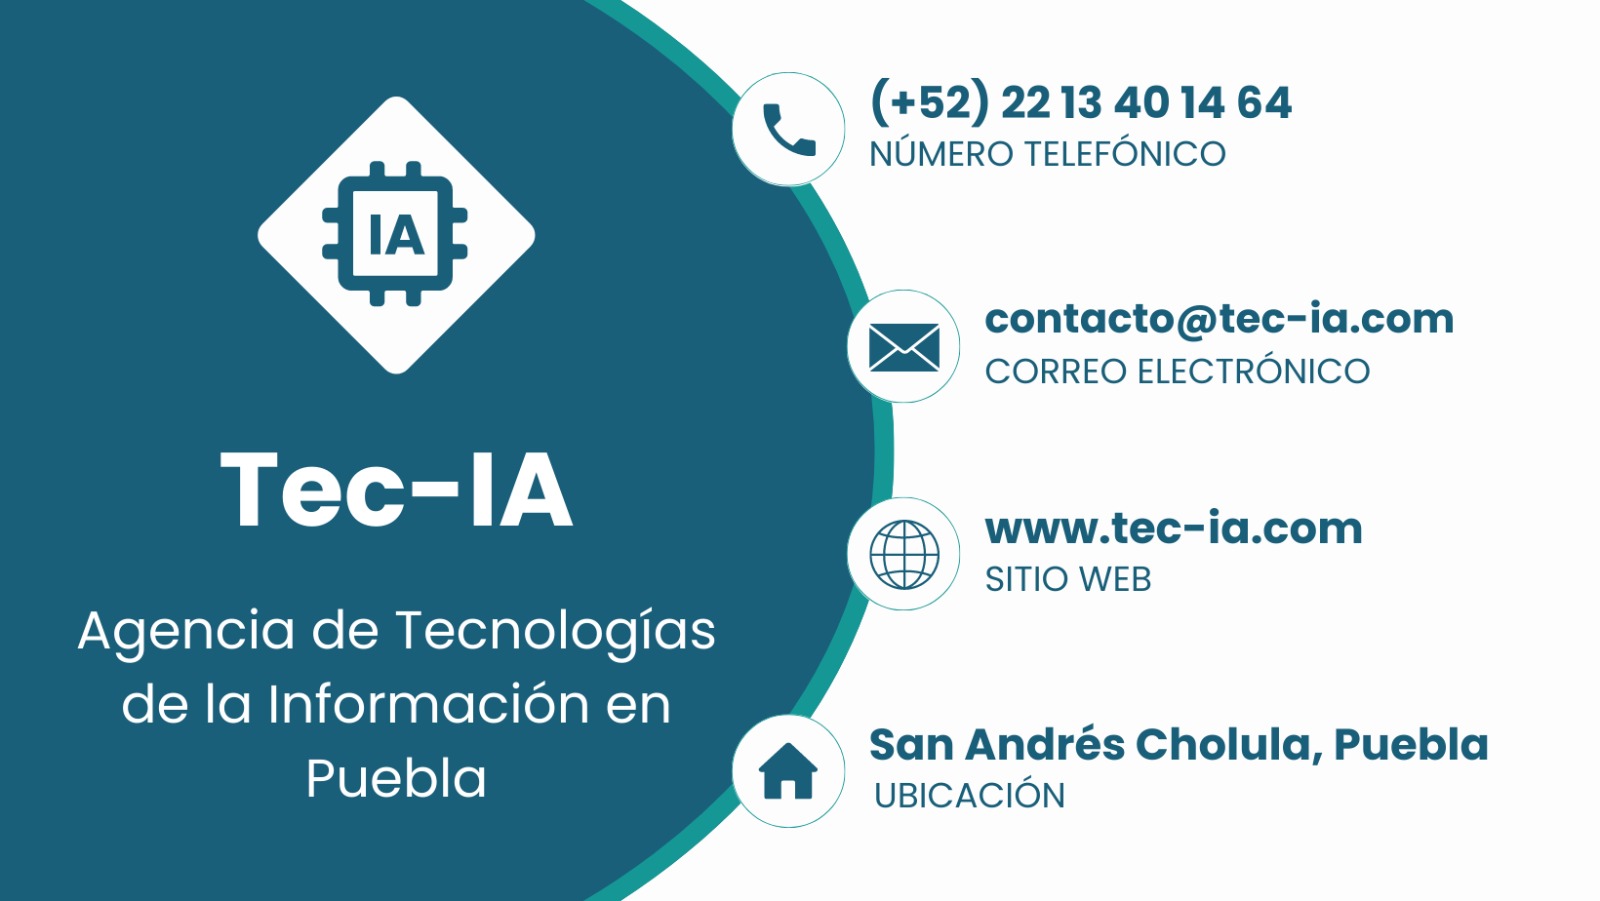 IA
Tec-IA
Agencia de Tecnologías
de la Información en
Puebla
(+52) 22 13 40 14 64
NÚMERO TELEFÓNICO
contacto@tec-ia.com
CORREO ELECTRÓNICO
www.tec-ia.com
SITIO WEB
San Andrés Cholula, Puebla
UBICACIÓN